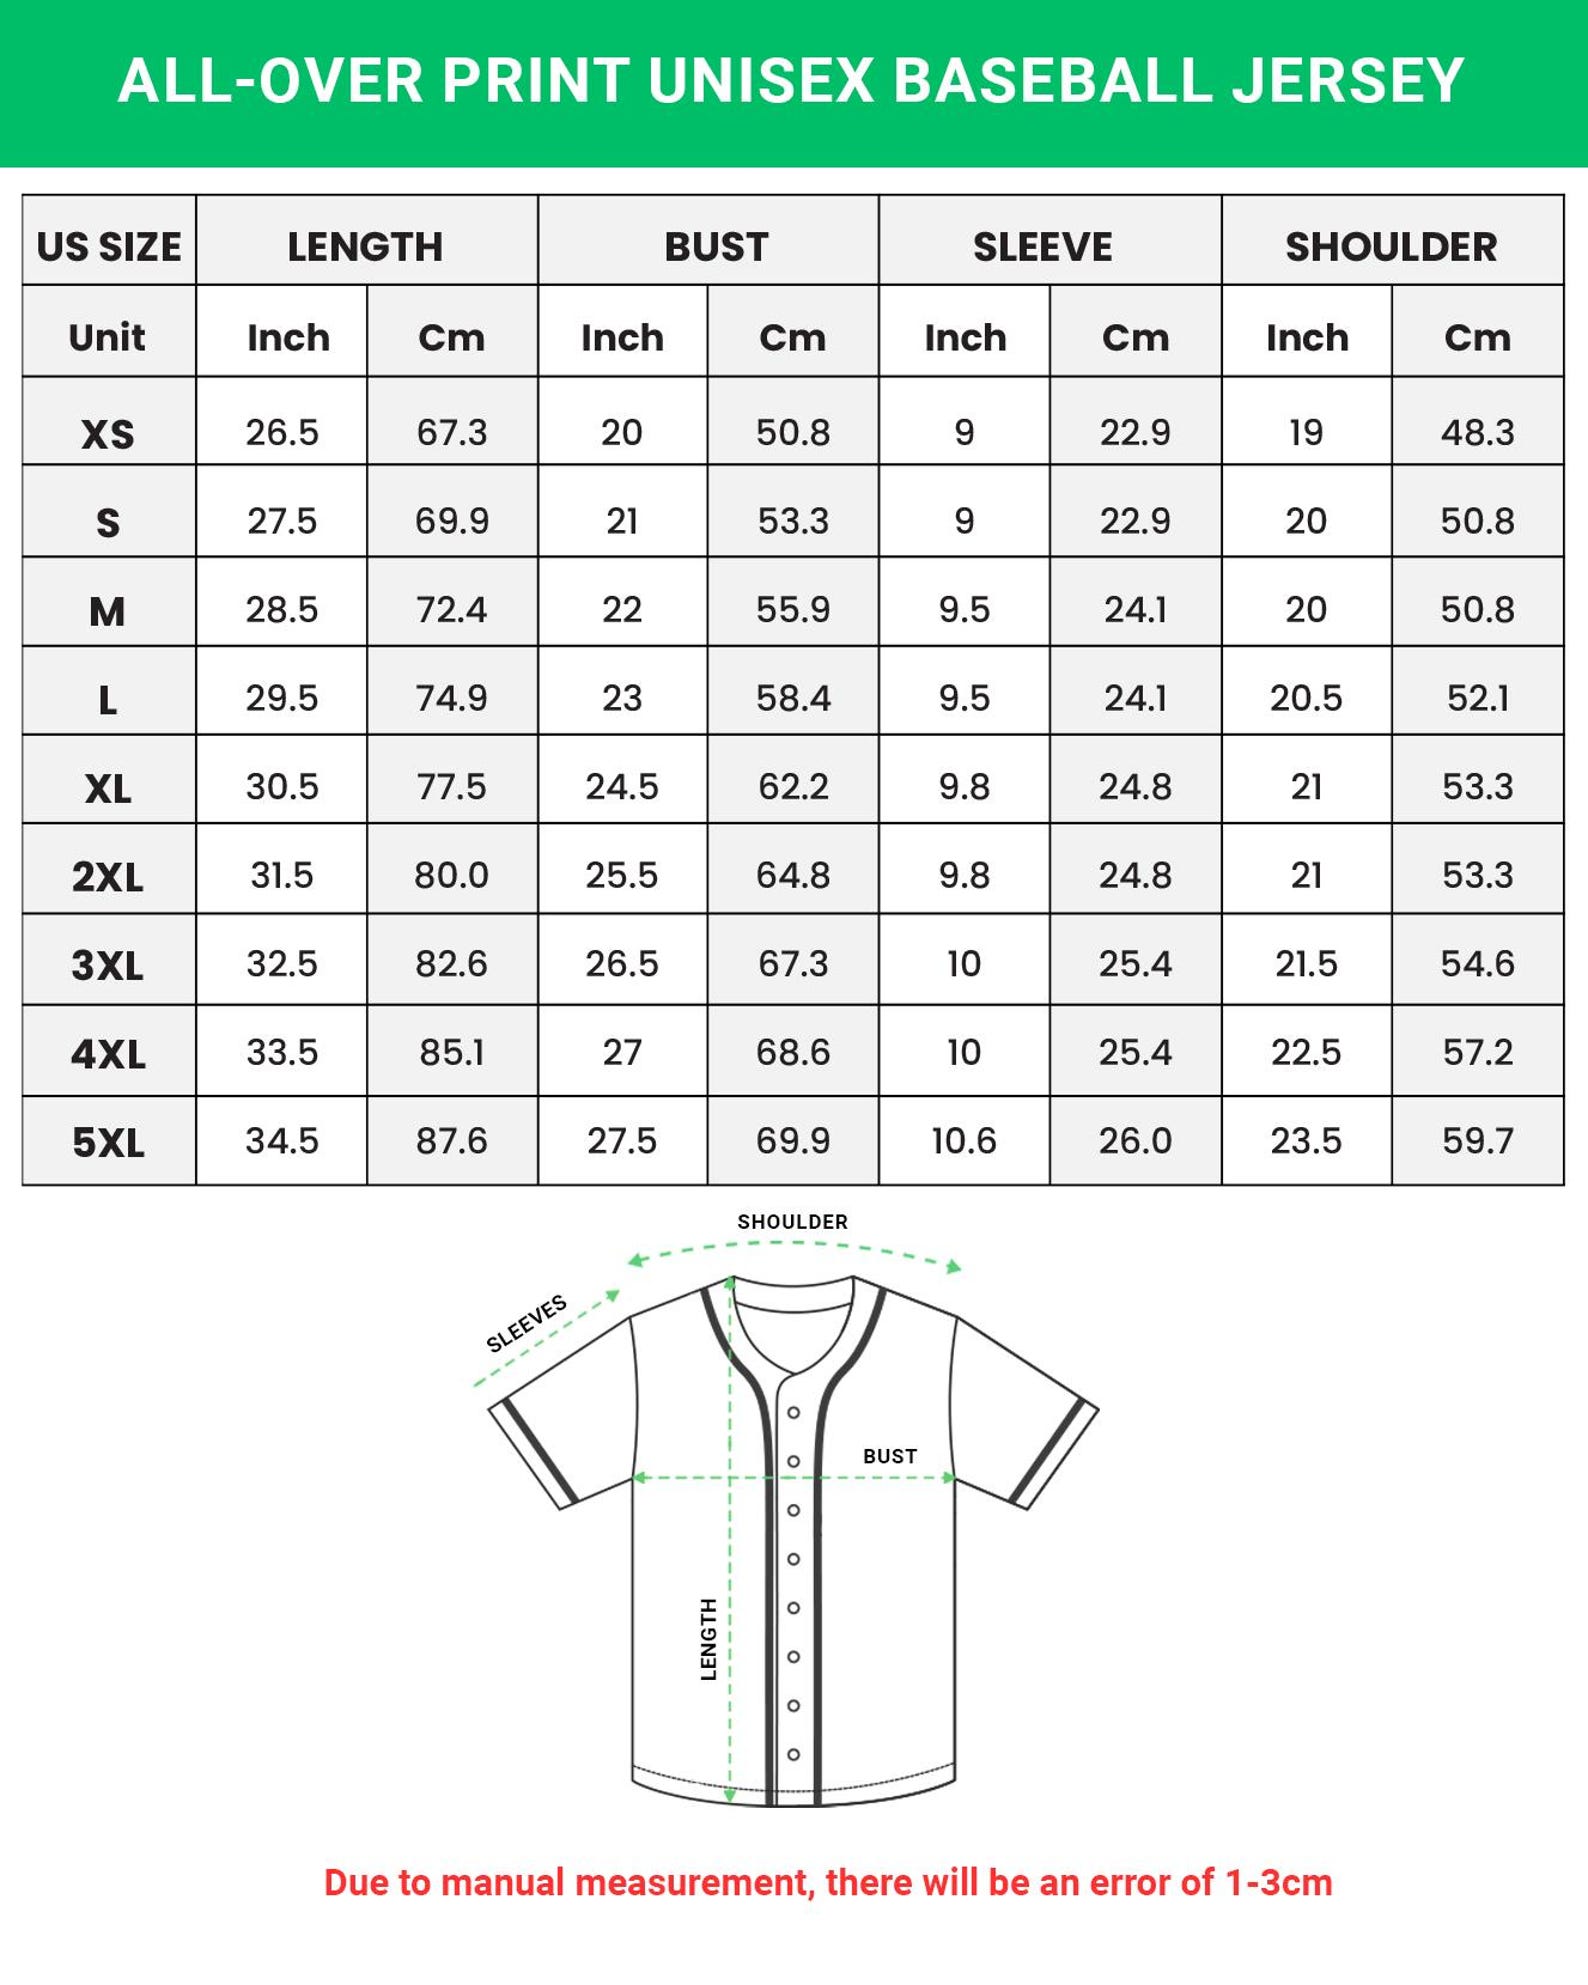 ALL-OVER PRINT UNISEX BASEBALL JERSEY
US SIZE LENGTH BUST SLEEVE SHOULDER
Unit Inch Cm Inch Cm Inch Cm Inch Cm
XS 26.5 67.3 20 50.8 9 22.9 19 48.3
S 27.5 69.9 21 53.3 9 22.9 20 50.8
M 28.5 72.4 22 55.9 9.5 24.1 20 50.8
L 29.5 74.9 23 58.4 9.5 24.1 20.5 52.1
XL 30.5 77.5 24.5 62.2 9.8 24.8 21 53.3
2XL 31.5 80.0 25.5 64.8 9.8 24.8 21 53.3
3XL 32.5 82.6 26.5 67.3 10 25.4 21.5 54.6
4XL 33.5 85.1 27 68.6 10 25.4 22.5 57.2
5XL 34.5 87.6 27.5 69.9 10.6 26.0 23.5 59.7
SHOULDER
SLEEVES
BUST
LENGTH
Due to manual measurement, there will be an error of 1-3cm